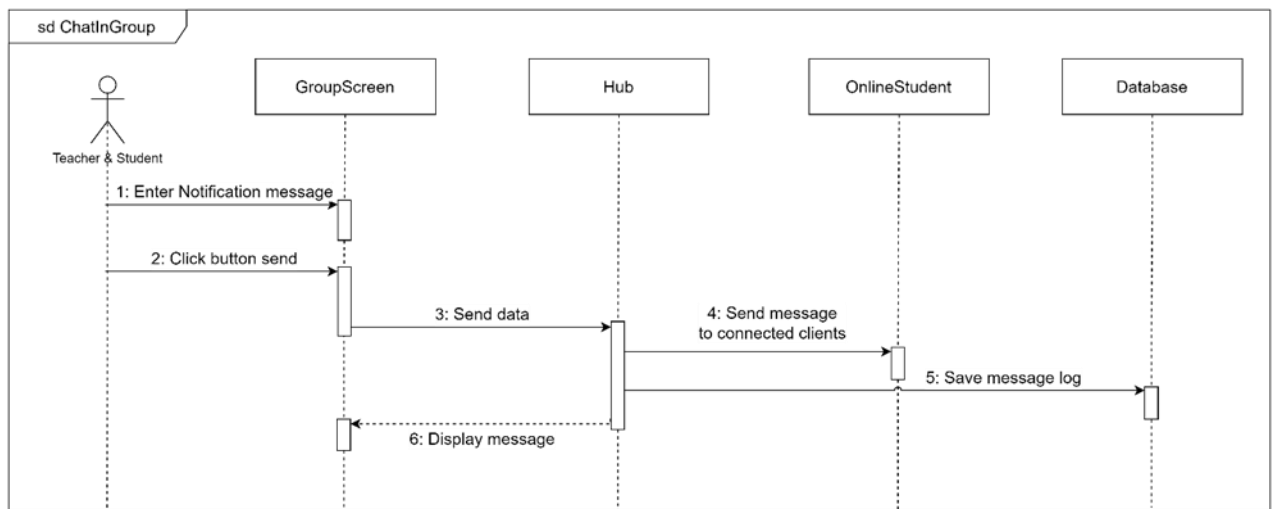 sd ChatInGroup
GroupScreen
Hub
OnlineStudent
Database
Teacher & Student
1: Enter Notification message
2: Click button send
3: Send data
4: Send message
to connected clients
5: Save message log
6: Display message